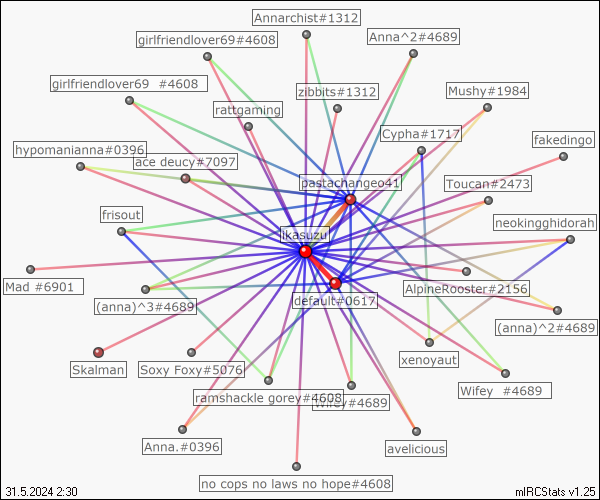 Annarchist#1312
girlfriendlover69#4608
Anna^2#4689
girlfriendlover69 #4608
zibbits#1312
Mushy#1984
rattgaming
Cypha#1717
fakedingo
hypomanianna#0396
ace deucy#7097
pastachangeo41
Toucan#2473
frisout
neokingghidorah
ikasuzu
Mad #6901
AlpineRooster#2156
(anna)^3#4689
default#0617
(anna)^2#4689
xenoyaut
Skalman
Soxy Foxy#5076
Wifey #4689
ramshackle gorey#4608
Wifey#4689
Anna.#0396
avelicious
no cops no laws no hope#4608
31.5.2024 2:30
mIRCStats v1.25